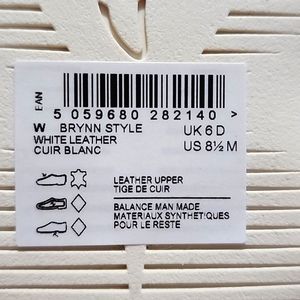 EAN
5 059680 282140 >
W BRYNN STYLE UK 6 D
WHITE LEATHER US 8½ M
CUIR BLANC
LEATHER UPPER
TIGE DE CUIR
BALANCE MAN MADE
MATERIAUX SYNTHETIQUES
POUR LE RESTE